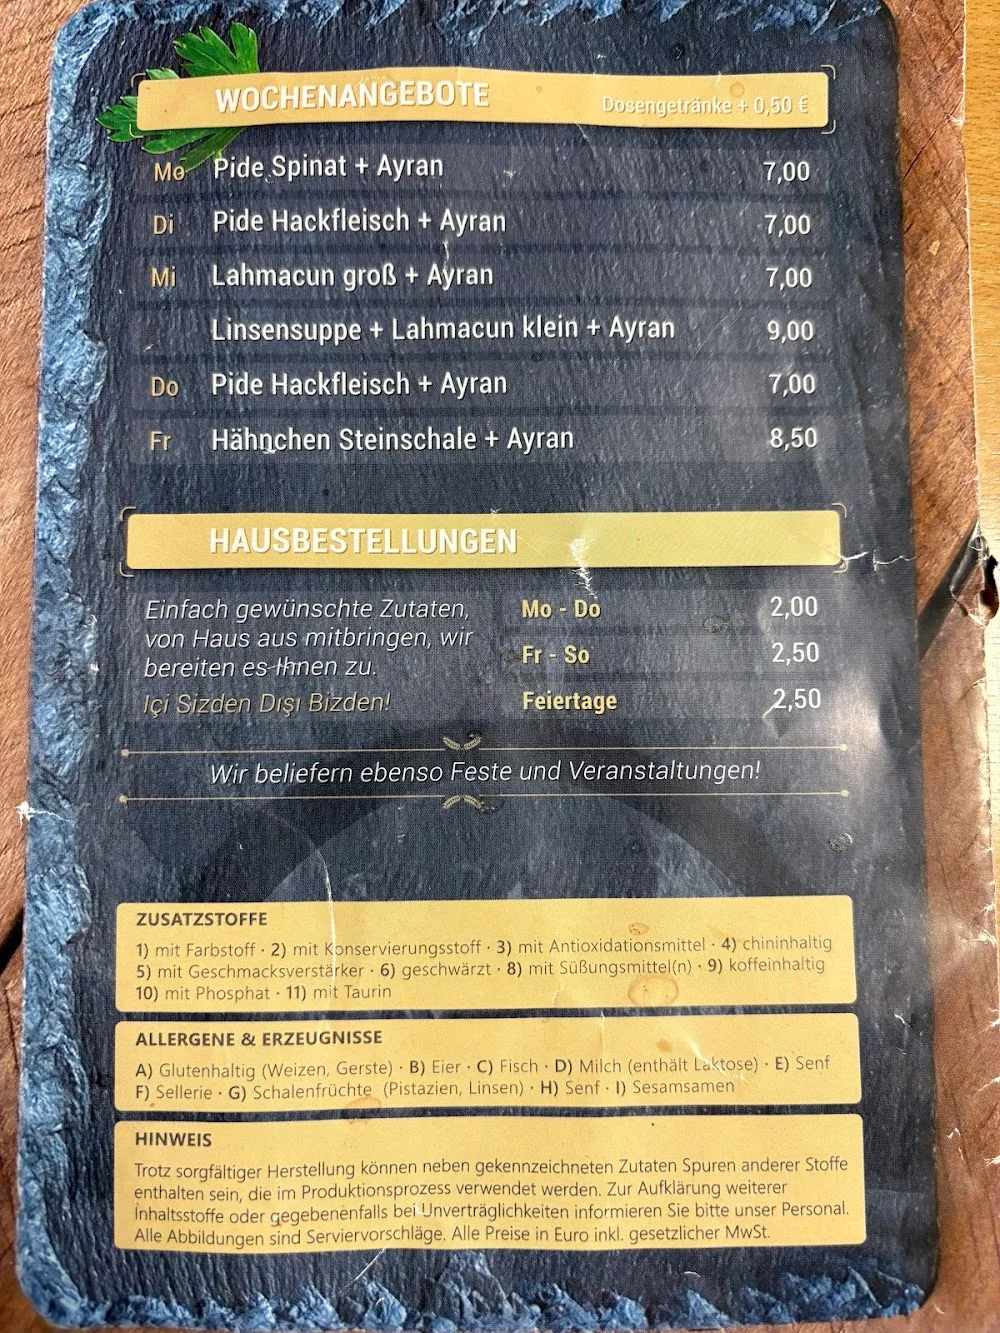 WOCHENANGEBOTE Dosengetränke + 0,50 €
Mo Pide Spinat + Ayran 7,00
Di Pide Hackfleisch + Ayran 7,00
Mi Lahmacun groß + Ayran 7,00
Linsensuppe + Lahmacun klein + Ayran 9,00
Do Pide Hackfleisch + Ayran 7,00
Fr Hähnchen Steinschale + Ayran 8,50
HAUSBESTELLUNGEN
Einfach gewünschte Zutaten,
von Haus aus mitbringen, wir
bereiten es Ihnen zu.
Içi Sizden Dışı Bizden!
Mo - Do 2,00
Fr - So 2,50
Feiertage 2,50
Wir beliefern ebenso Feste und Veranstaltungen!
ZUSATZSTOFFE
1) mit Farbstoff · 2) mit Konservierungsstoff · 3) mit Antioxidationsmittel · 4) chininhaltig
5) mit Geschmacksverstärker · 6) geschwärzt · 8) mit Süßungsmittel(n) · 9) koffeinhaltig
10) mit Phosphat · 11) mit Taurin
ALLERGENE & ERZEUGNISSE
A) Glutenhaltig (Weizen, Gerste) · B) Eier · C) Fisch · D) Milch (enthält Laktose) · E) Senf
F) Sellerie · G) Schalenfrüchte (Pistazien, Linsen) · H) Senf · I) Sesamsamen
HINWEIS
Trotz sorgfältiger Herstellung können neben gekennzeichneten Zutaten Spuren anderer Stoffe
enthalten sein, die im Produktionsprozess verwendet werden. Zur Aufklärung weiterer
Inhaltsstoffe oder gegebenenfalls bei Unverträglichkeiten informieren Sie bitte unser Personal.
Alle Abbildungen sind Serviervorschläge. Alle Preise in Euro inkl. gesetzlicher MwSt.